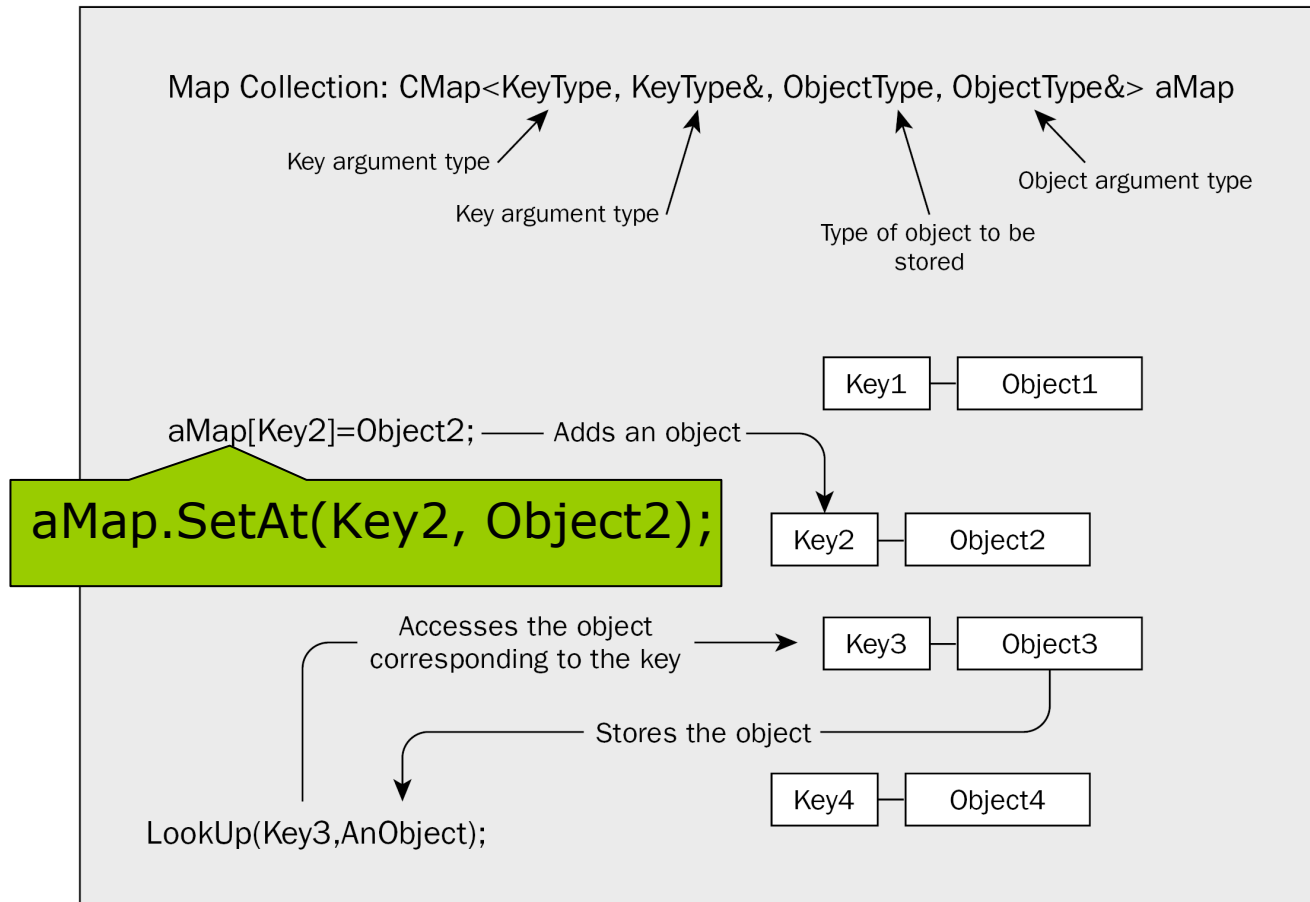 Map Collection: CMap<KeyType, KeyType&, ObjectType, ObjectType&> aMap
Key argument type
Object argument type
Key argument type
Type of object to be
stored
Key1
Object1
aMap[Key2]=Object2;
Adds an object
aMap.SetAt(Key2, Object2);
Key2
Object2
Accesses the object
corresponding to the key
Key3
Object3
Stores the object
Key4
Object4
LookUp(Key3,AnObject);